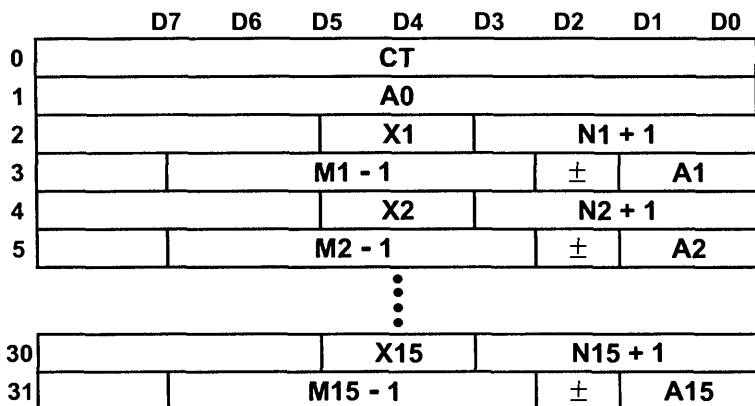 D7 D6 D5 D4 D3 D2 D1 D0
0 CT
1 A0
2 X1 N1 + 1
3 M1 - 1 ± A1
4 X2 N2 + 1
5 M2 - 1 ± A2
30 X15 N15 + 1
31 M15 - 1 ± A15